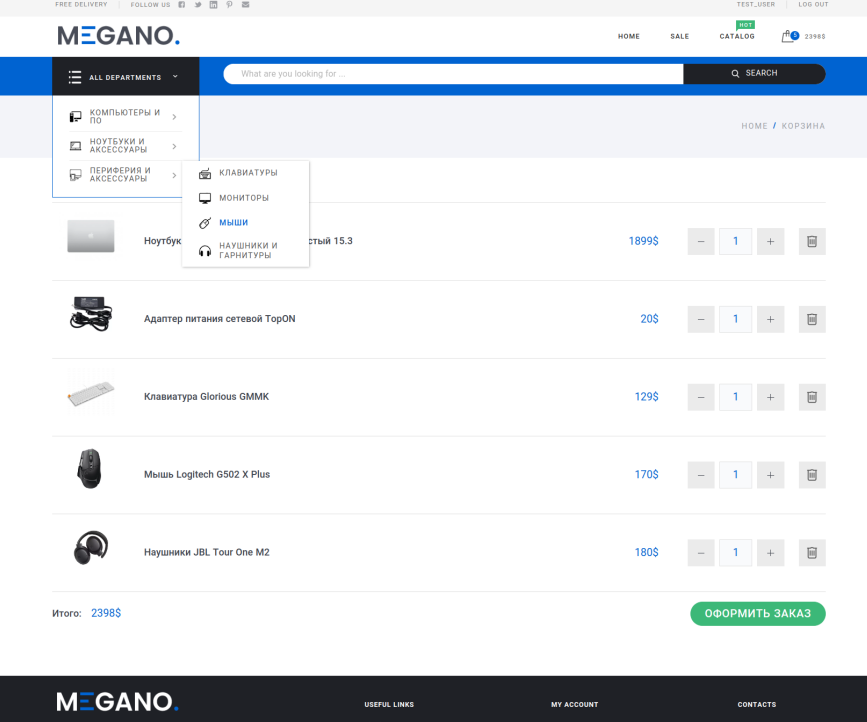 FREE DELIVERY FOLLOW US TEST_USER LOG OUT
MEGANO.
HOME SALE HOT CATALOG 5 2398$
ALL DEPARTMENTS What are you looking for ... SEARCH
КОМПЬЮТЕРЫ И
ПО
HOME / КОРЗИНА
НОУТБУКИ И
АКСЕССУАРЫ
ПЕРИФЕРИЯ И
АКСЕССУАРЫ
КЛАВИАТУРЫ
МОНИТОРЫ
МЫШИ
НАУШНИКИ И
ГАРНИТУРЫ
Ноутбук стый 15.3 1899$ − 1 +
Адаптер питания сетевой TopON 20$ − 1 +
Клавиатура Glorious GMMK 129$ − 1 +
Мышь Logitech G502 X Plus 170$ − 1 +
Наушники JBL Tour One M2 180$ − 1 +
Итого: 2398$ ОФОРМИТЬ ЗАКАЗ
MEGANO. USEFUL LINKS MY ACCOUNT CONTACTS